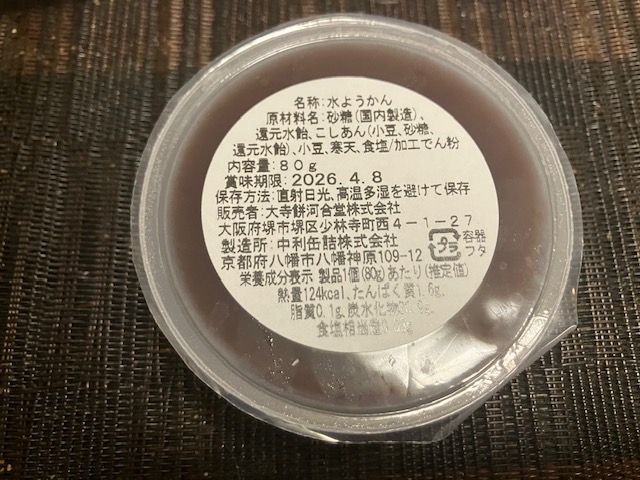 名称:水ようかん
原材料名:砂糖(国内製造)、
還元水飴、こしあん(小豆、砂糖、
還元水飴)、小豆、寒天、食塩/加工でん粉
内容量:80g
賞味期限:2026.4.8
保存方法:直射日光、高温多湿を避けて保存
販売者:大寺餅河合堂株式会社
大阪府堺市堺区少林寺町西4-1-27
製造所:中利缶詰株式会社
京都府八幡市八幡神原109-12
プラ
容器
フタ
栄養成分表示 製品1個(80g)あたり(推定値)
熱量124kcal、たんぱく質1.6g、
脂質0.1g、炭水化物
食塩相当量